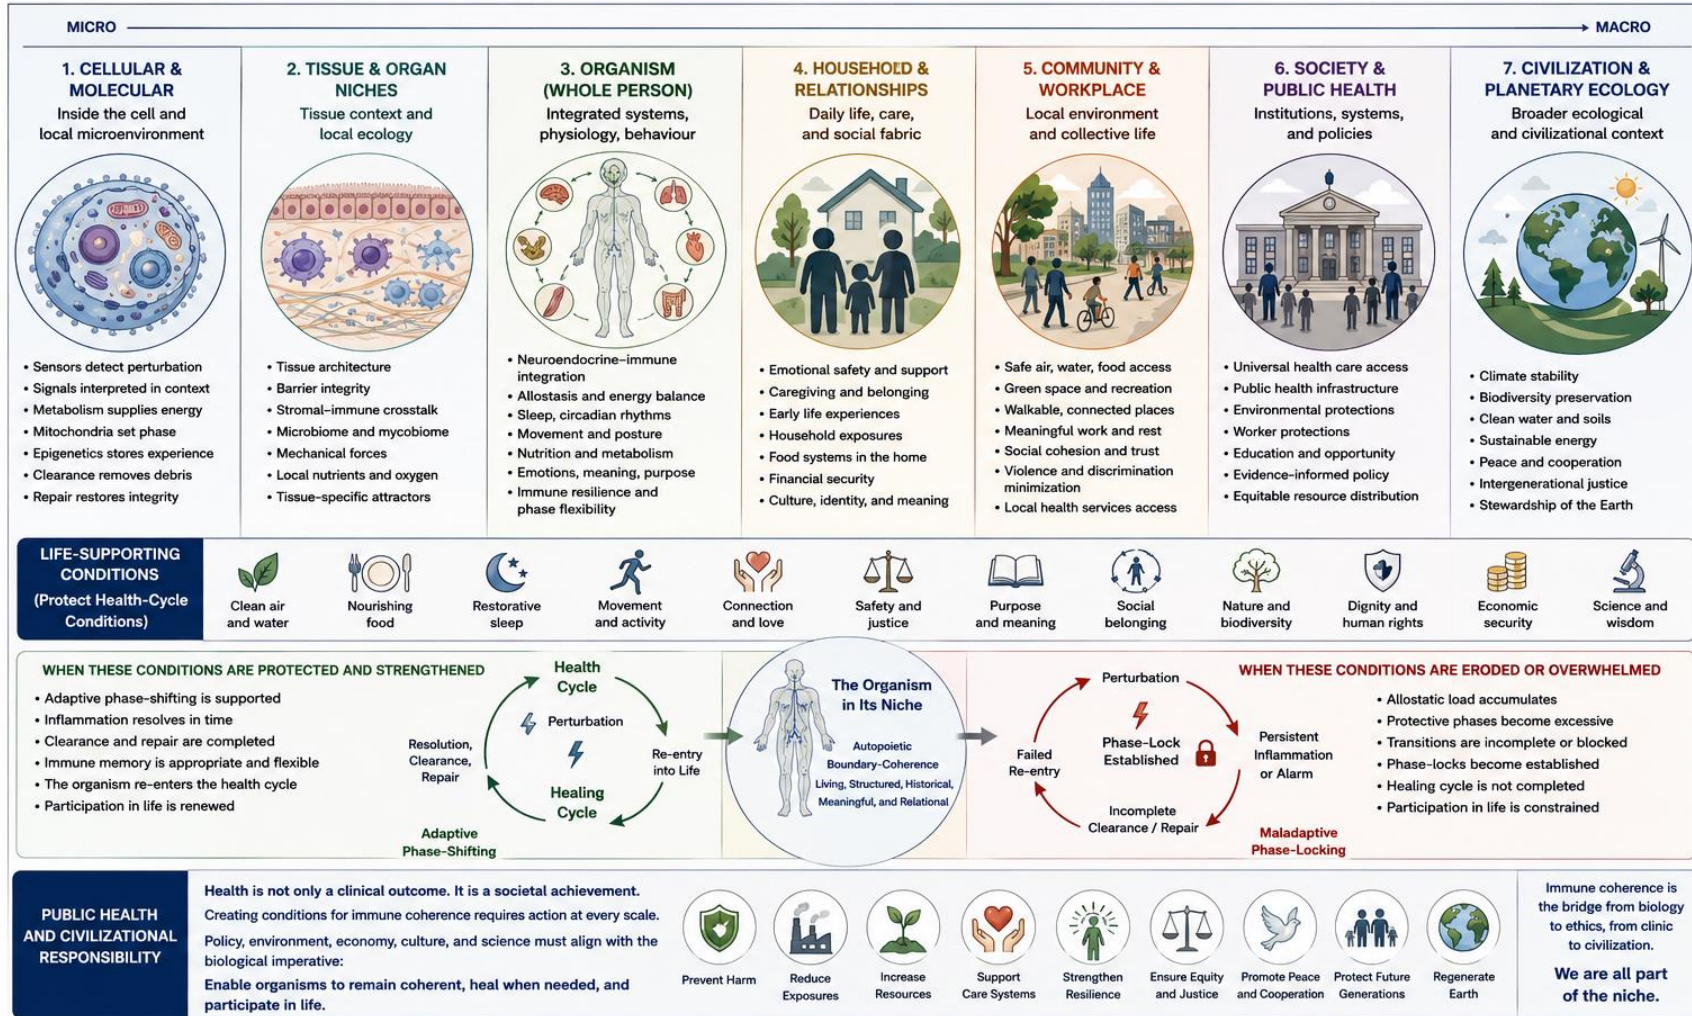 MICRO
MACRO
1. CELLULAR &
MOLECULAR
Inside the cell and
local microenvironment
• Sensors detect perturbation
• Signals interpreted in context
• Metabolism supplies energy
• Mitochondria set phase
• Epigenetics stores experience
• Clearance removes debris
• Repair restores integrity
2. TISSUE & ORGAN
NICHES
Tissue context and
local ecology
• Tissue architecture
• Barrier integrity
• Stromal–immune crosstalk
• Microbiome and mycobiome
• Mechanical forces
• Local nutrients and oxygen
• Tissue-specific attractors
3. ORGANISM
(WHOLE PERSON)
Integrated systems,
physiology, behaviour
• Neuroendocrine–immune
integration
• Allostasis and energy balance
• Sleep, circadian rhythms
• Movement and posture
• Nutrition and metabolism
• Emotions, meaning, purpose
• Immune resilience and
phase flexibility
4. HOUSEHOLD &
RELATIONSHIPS
Daily life, care,
and social fabric
• Emotional safety and support
• Caregiving and belonging
• Early life experiences
• Household exposures
• Food systems in the home
• Financial security
• Culture, identity, and meaning
5. COMMUNITY &
WORKPLACE
Local environment
and collective life
• Safe air, water, food access
• Green space and recreation
• Walkable, connected places
• Meaningful work and rest
• Social cohesion and trust
• Violence and discrimination
minimization
• Local health services access
6. SOCIETY &
PUBLIC HEALTH
Institutions, systems,
and policies
• Universal health care access
• Public health infrastructure
• Environmental protections
• Worker protections
• Education and opportunity
• Evidence-informed policy
• Equitable resource distribution
7. CIVILIZATION &
PLANETARY ECOLOGY
Broader ecological
and civilizational context
• Climate stability
• Biodiversity preservation
• Clean water and soils
• Sustainable energy
• Peace and cooperation
• Intergenerational justice
• Stewardship of the Earth
LIFE-SUPPORTING
CONDITIONS
(Protect Health-Cycle
Conditions)
Clean air
and water
Nourishing
food
Restorative
sleep
Movement
and activity
Connection
and love
Safety and
justice
Purpose
and meaning
Social
belonging
Nature and
biodiversity
Dignity and
human rights
Economic
security
Science and
wisdom
WHEN THESE CONDITIONS ARE PROTECTED AND STRENGTHENED
• Adaptive phase-shifting is supported
• Inflammation resolves in time
• Clearance and repair are completed
• Immune memory is appropriate and flexible
• The organism re-enters the health cycle
• Participation in life is renewed
Health
Cycle
Perturbation
Resolution,
Clearance,
Repair
Re-entry
into Life
Healing
Cycle
Adaptive
Phase-Shifting
The Organism
in Its Niche
Autopoietic
Boundary-Coherence
Living, Structured, Historical,
Meaningful, and Relational
Perturbation
Phase-Lock
Established
Failed
Re-entry
Persistent
Inflammation
or Alarm
Incomplete
Clearance / Repair
Maladaptive
Phase-Locking
WHEN THESE CONDITIONS ARE ERODED OR OVERWHELMED
• Allostatic load accumulates
• Protective phases become excessive
• Transitions are incomplete or blocked
• Phase-locks become established
• Healing cycle is not completed
• Participation in life is constrained
PUBLIC HEALTH
AND CIVILIZATIONAL
RESPONSIBILITY
Health is not only a clinical outcome. It is a societal achievement.
Creating conditions for immune coherence requires action at every scale.
Policy, environment, economy, culture, and science must align with the
biological imperative:
Enable organisms to remain coherent, heal when needed, and
participate in life.
Prevent Harm
Reduce
Exposures
Increase
Resources
Support
Care Systems
Strengthen
Resilience
Ensure Equity
and Justice
Promote Peace
and Cooperation
Protect Future
Generations
Regenerate
Earth
Immune coherence is
the bridge from biology
to ethics, from clinic
to civilization.
We are all part
of the niche.